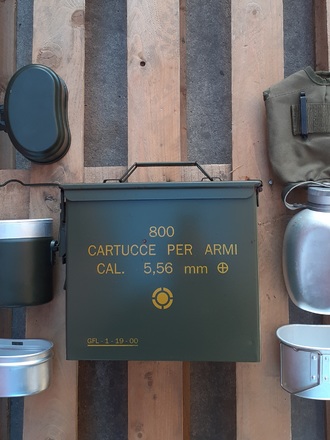 800
CARTUCCE PER ARMI
CAL. 5,56 mm ⊕
GFL - 1 - 19 - 00